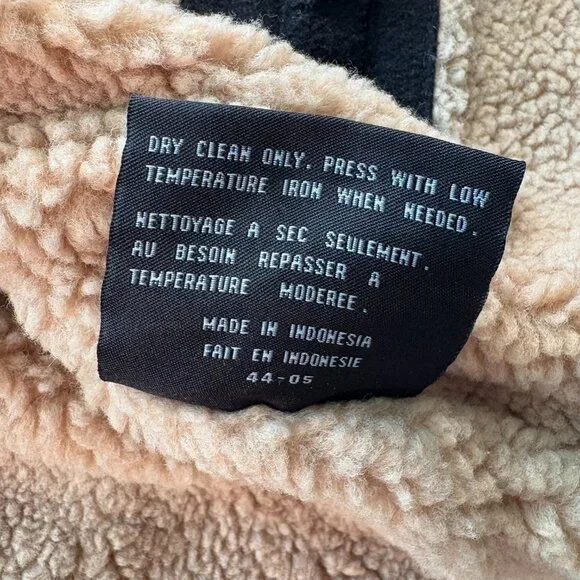 DRY CLEAN ONLY. PRESS WITH LOW
TEMPERATURE IRON WHEN NEEDED.
NETTOYAGE A SEC SEULEMENT.
AU BESOIN REPASSER A
TEMPERATURE MODEREE.
MADE IN INDONESIA
FAIT EN INDONESIE
44-05